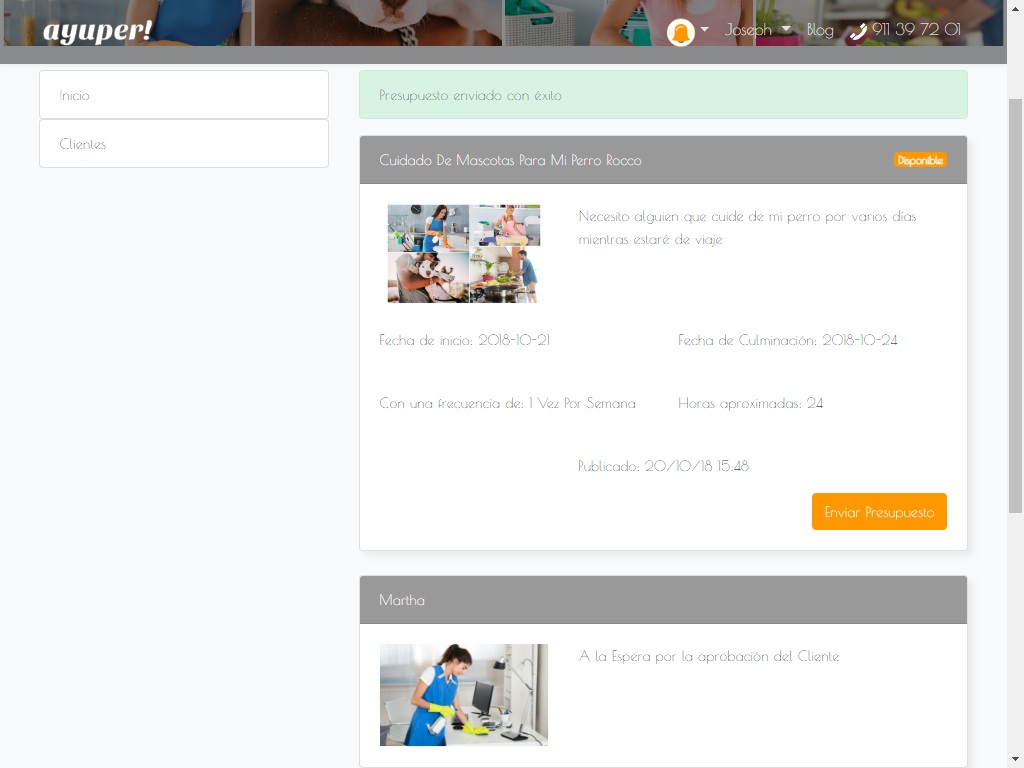 ayuper!
Joseph Blog 911 39 72 01
Inicio
Clientes
Presupuesto enviado con éxito
Cuidado De Mascotas Para Mi Perro Rocco
Disponible
Necesito alguien que cuide de mi perro por varios días
mientras estaré de viaje
Fecha de inicio: 2018-10-21
Fecha de Culminación: 2018-10-24
Con una frecuencia de: 1 Vez Por Semana
Horas aproximadas: 24
Publicado: 20/10/18 15:48
Enviar Presupuesto
Martha
A la Espera por la aprobación del Cliente